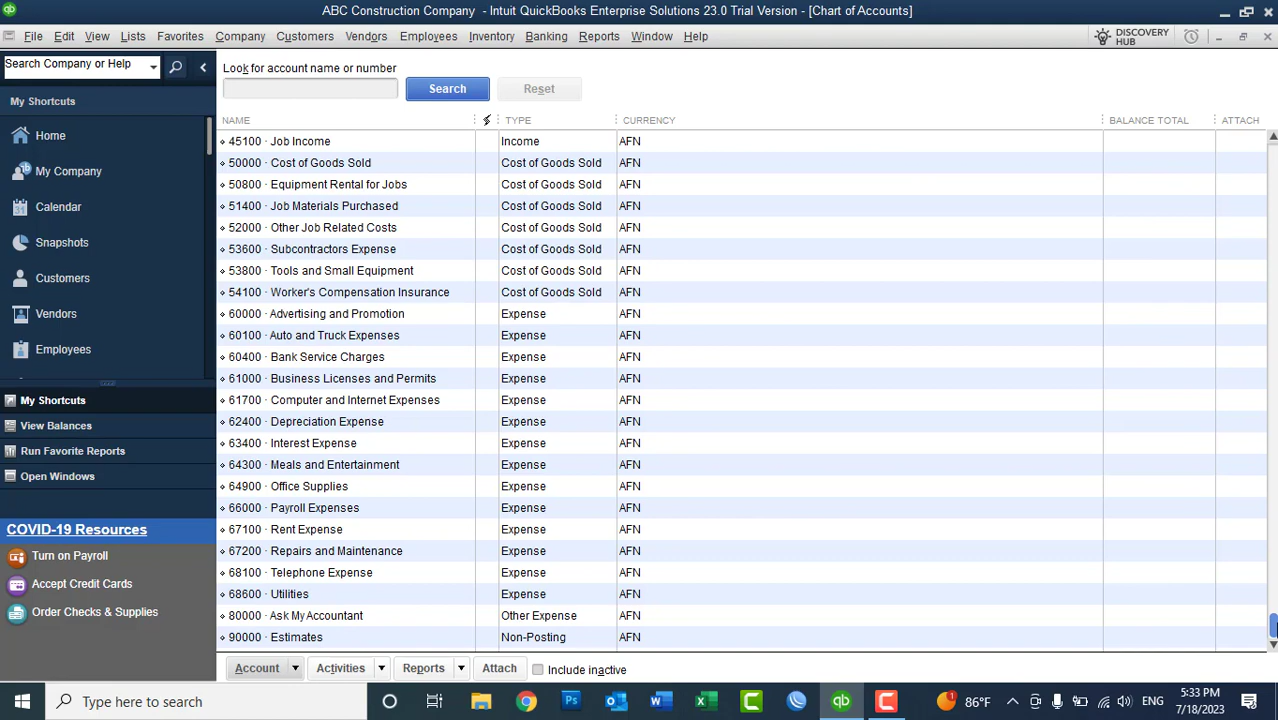 ABC Construction Company - Intuit QuickBooks Enterprise Solutions 23.0 Trial Version - [Chart of Accounts]
File Edit View Lists Favorites Company Customers Vendors Employees Inventory Banking Reports Window Help
DISCOVERY
HUB
Search Company or Help
My Shortcuts
Home
My Company
Calendar
Snapshots
Customers
Vendors
Employees
My Shortcuts
View Balances
Run Favorite Reports
Open Windows
COVID-19 Resources
Turn on Payroll
Accept Credit Cards
Order Checks & Supplies
Look for account name or number
Search Reset
NAME TYPE CURRENCY BALANCE TOTAL ATTACH
45100 · Job Income Income AFN
50000 · Cost of Goods Sold Cost of Goods Sold AFN
50800 · Equipment Rental for Jobs Cost of Goods Sold AFN
51400 · Job Materials Purchased Cost of Goods Sold AFN
52000 · Other Job Related Costs Cost of Goods Sold AFN
53600 · Subcontractors Expense Cost of Goods Sold AFN
53800 · Tools and Small Equipment Cost of Goods Sold AFN
54100 · Worker's Compensation Insurance Cost of Goods Sold AFN
60000 · Advertising and Promotion Expense AFN
60100 · Auto and Truck Expenses Expense AFN
60400 · Bank Service Charges Expense AFN
61000 · Business Licenses and Permits Expense AFN
61700 · Computer and Internet Expenses Expense AFN
62400 · Depreciation Expense Expense AFN
63400 · Interest Expense Expense AFN
64300 · Meals and Entertainment Expense AFN
64900 · Office Supplies Expense AFN
66000 · Payroll Expenses Expense AFN
67100 · Rent Expense Expense AFN
67200 · Repairs and Maintenance Expense AFN
68100 · Telephone Expense Expense AFN
68600 · Utilities Expense AFN
80000 · Ask My Accountant Other Expense AFN
90000 · Estimates Non-Posting AFN
Account Activities Reports Attach Include inactive
Type here to search
86°F ENG
5:33 PM
7/18/2023